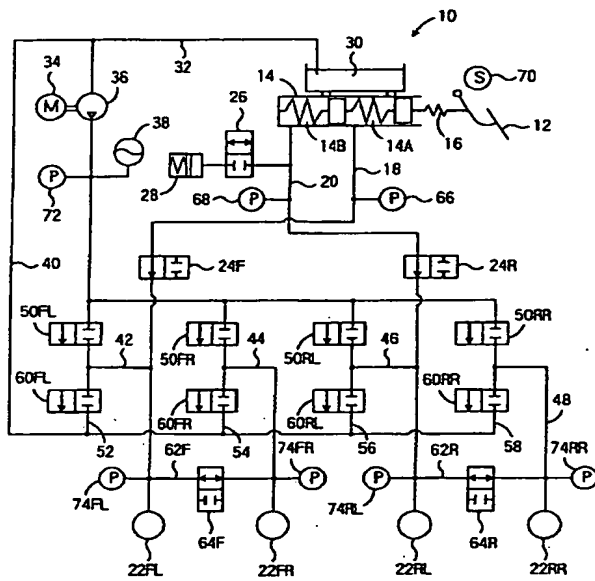 10
34
36
32
30
S
70
14
26
38
M
12
14B
14A
16
P
72
28
20
18
68
P
P
66
24F
24R
40
50FL
42
50FR
44
50RL
46
50RR
60FL
60FR
60RL
60RR
48
52
54
56
58
74FR
74RR
P
62F
P
P
62R
P
74FL
74RL
64F
64R
22FL
22FR
22RL
22RR